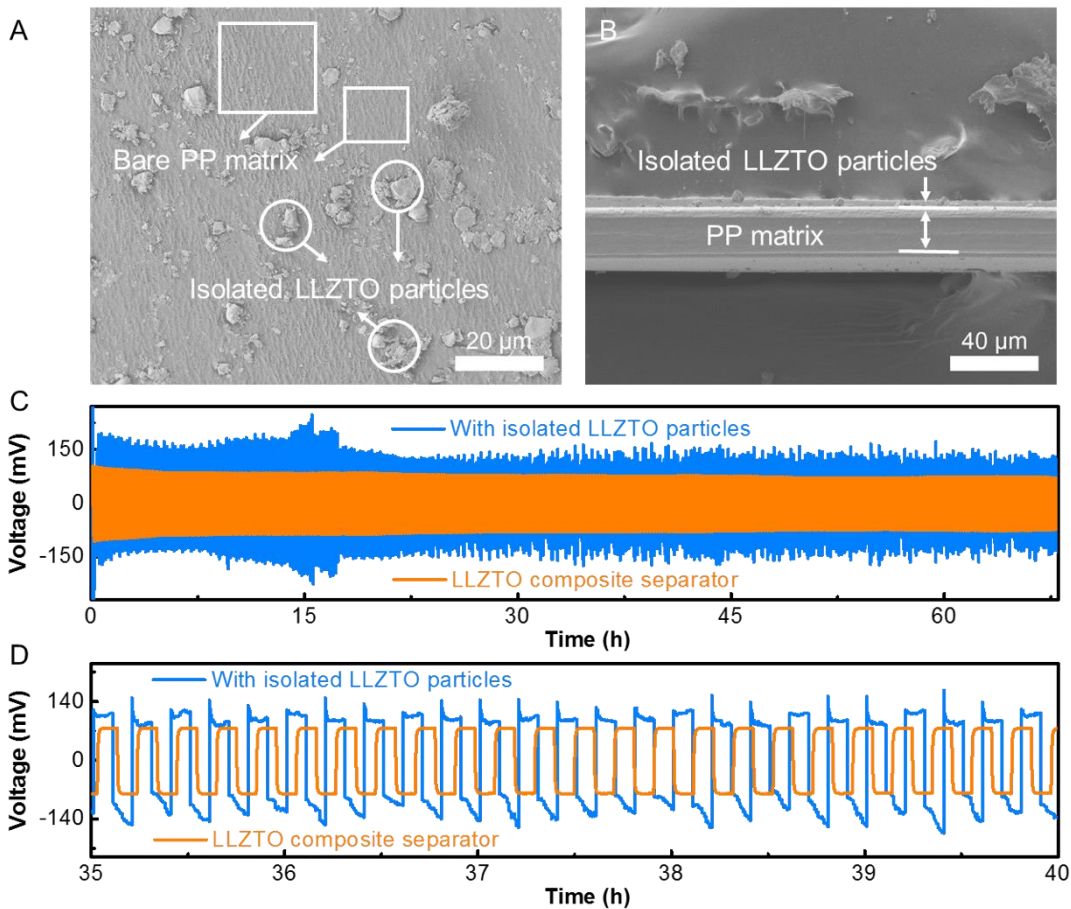 A
Bare PP matrix
Isolated LLZTO particles
20 μm
B
Isolated LLZTO particles
PP matrix
40 μm
C
Voltage (mV)
150
0
-150
With isolated LLZTO particles
LLZTO composite separator
0
15
30
45
60
Time (h)
D
Voltage (mV)
140
0
-140
With isolated LLZTO particles
LLZTO composite separator
35
36
37
38
39
40
Time (h)